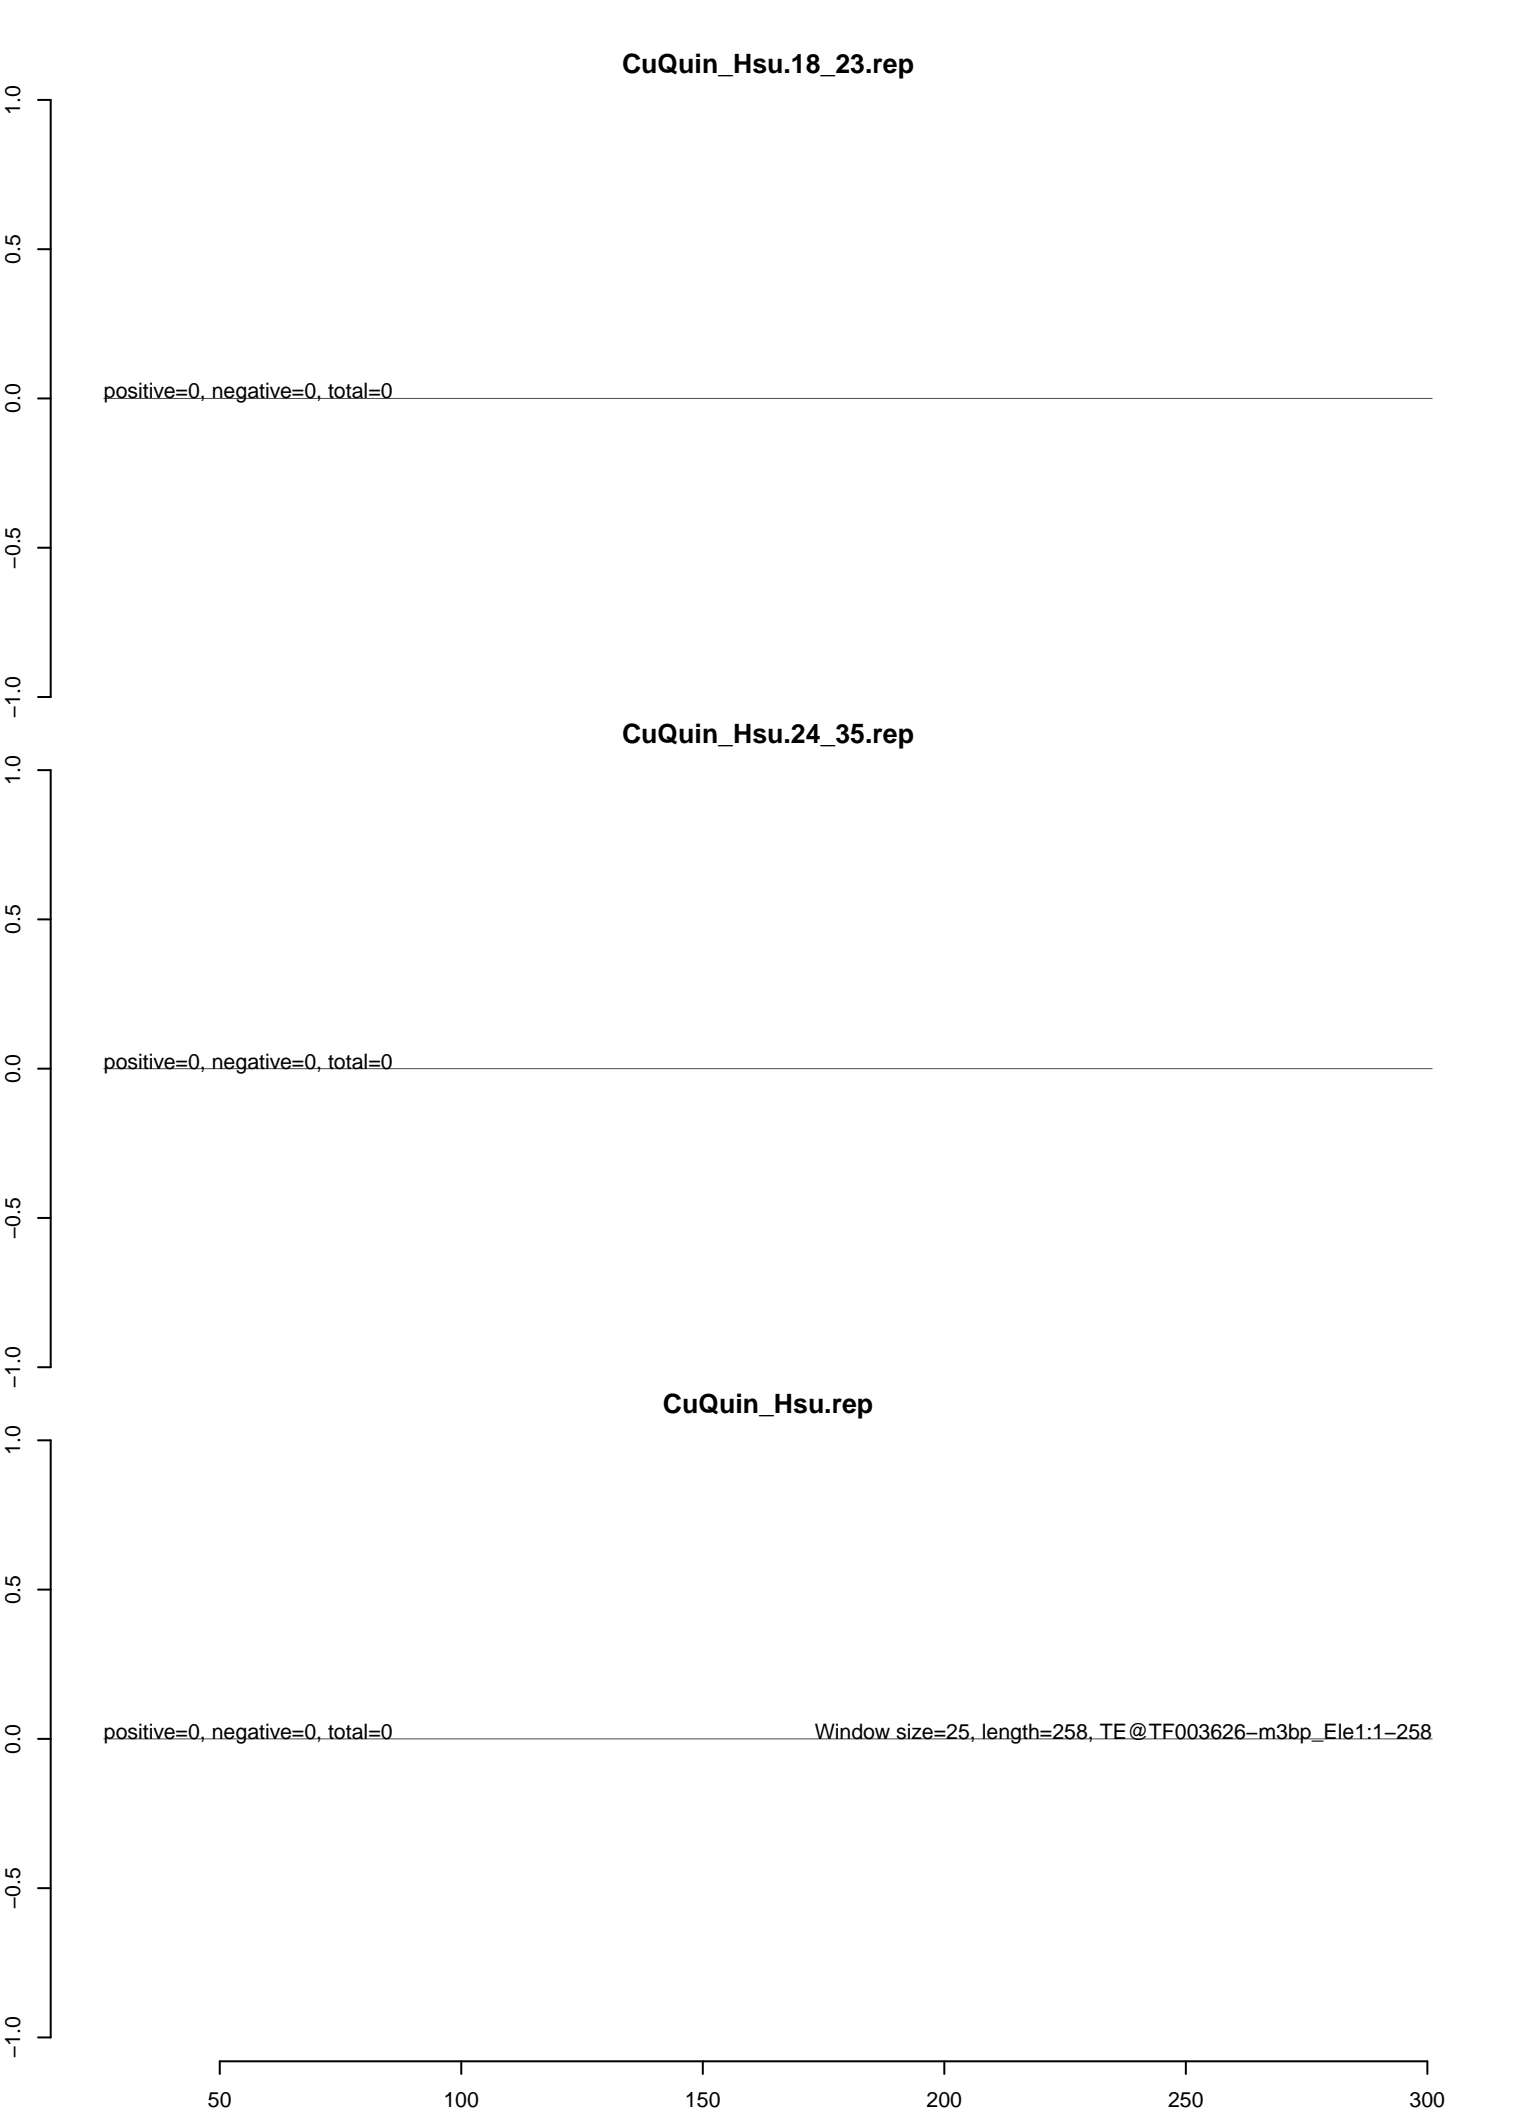 CuQuin_Hsu.18_23.rep
1.0
0.5
0.0
−0.5
−1.0
positive=0, negative=0, total=0
CuQuin_Hsu.24_35.rep
1.0
0.5
0.0
−0.5
−1.0
positive=0, negative=0, total=0
CuQuin_Hsu.rep
1.0
0.5
0.0
−0.5
−1.0
positive=0, negative=0, total=0
Window size=25, length=258, TE@TF003626−m3bp_Ele1:1−258
50 100 150 200 250 300